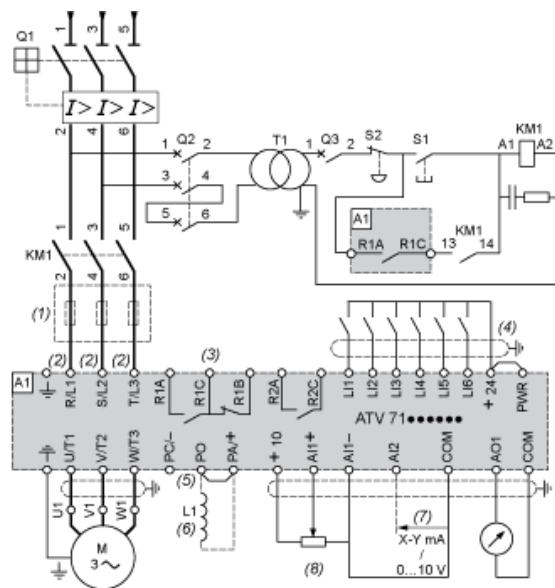 1 3 5
Q1
I> I> I>
2 4 6
1 Q2 2
3 4
5 6
T1
1 Q3 2
S2
S1
KM1
A1 A2
A1
R1A R1C
KM1
13 14
1 3 5
KM1
2 4 6
(1)
(2) (2) (2)
(3)
(4)
A1
R/L1
S/L2
T/L3
R1A
R1C
R1B
R2A
R2C
LI1
LI2
LI3
LI4
LI5
LI6
+ 24
PWR
ATV 71••••••
U/T1
V/T2
W/T3
PC/-
PO
PA/+
+ 10
AI1+
AI1-
AI2
COM
AO1
COM
(5)
U1
V1
W1
L1
(6)
(7)
X-Y mA
/
0...10 V
(8)
M
3 ~